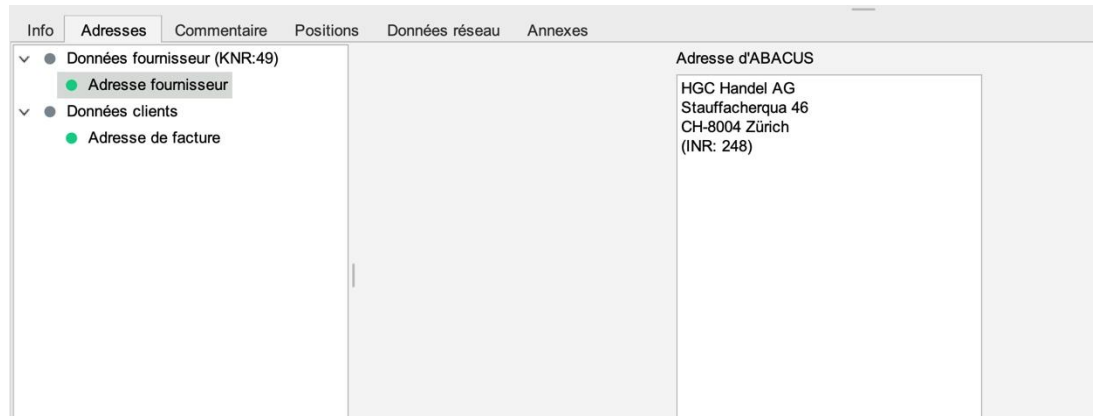 Info Adresses Commentaire Positions Données réseau Annexes
Données fournisseur (KNR:49)
Adresse fournisseur
Données clients
Adresse de facture
Adresse d'ABACUS
HGC Handel AG
Stauffacherqua 46
CH-8004 Zürich
(INR: 248)